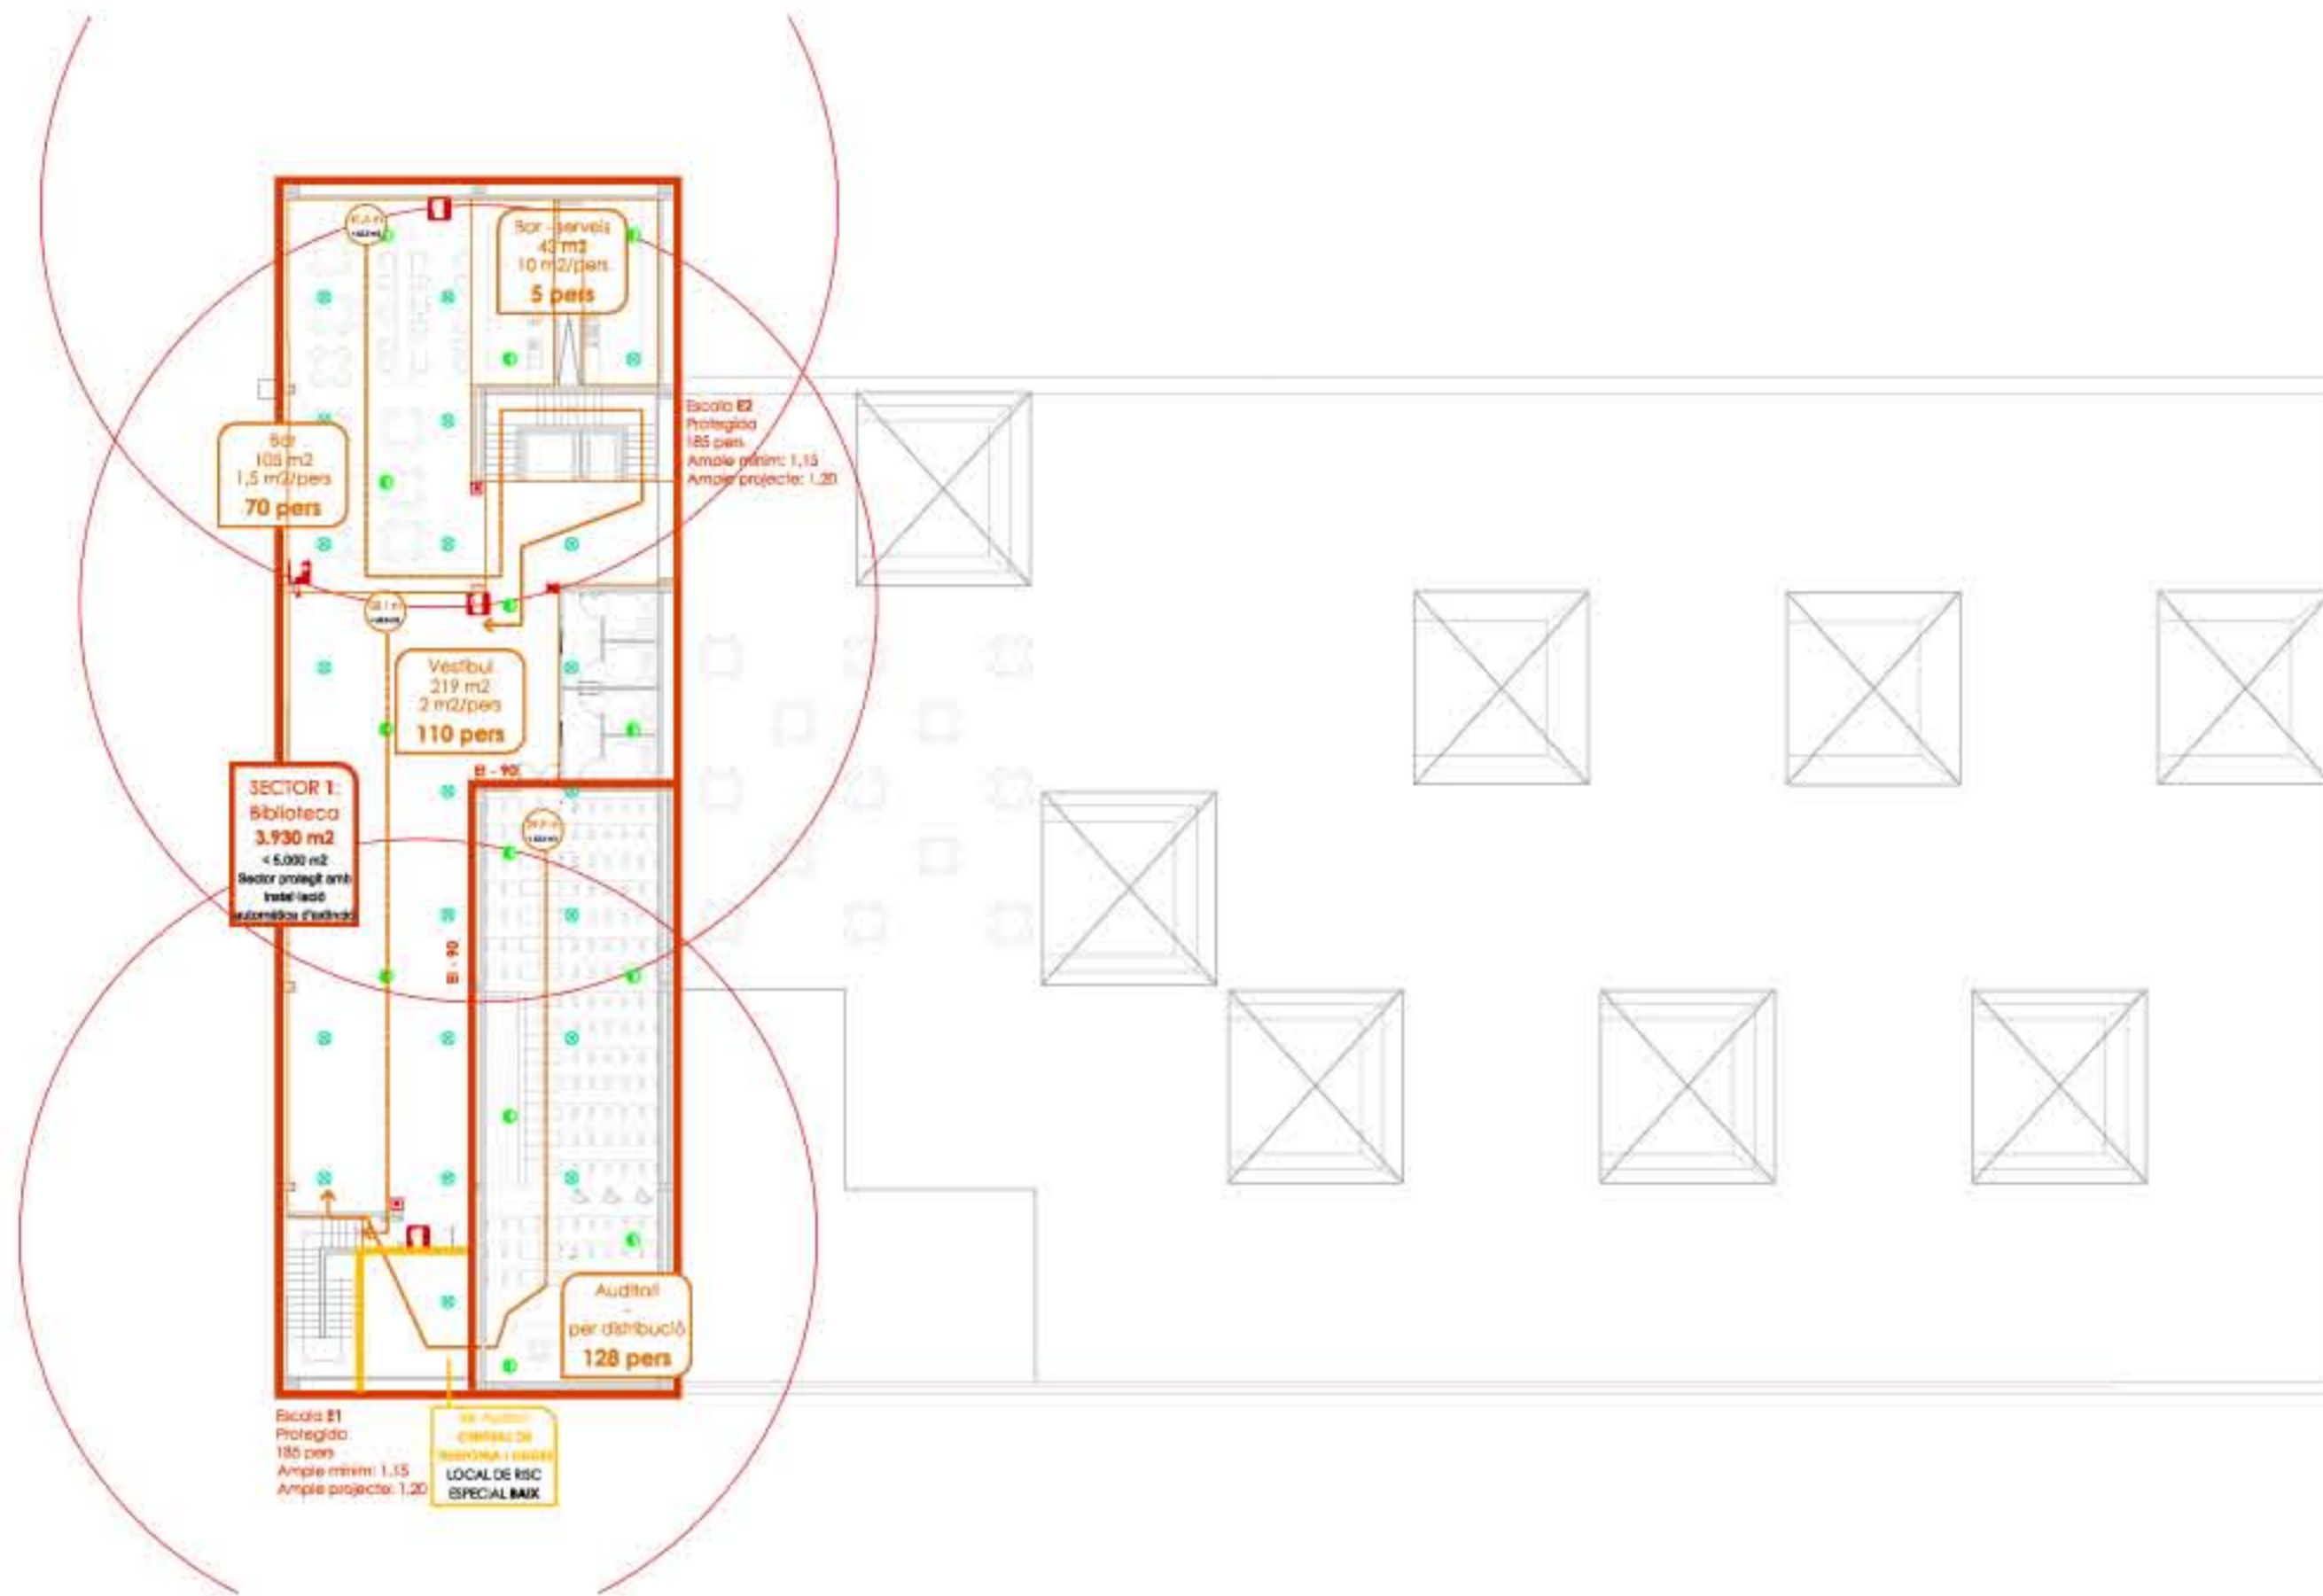 Bar - serveis
43 m2
10 m2/pers
5 pers
Escala E2
Protegida
185 pers
Ample mínim: 1,15
Ample projecte: 1.20
Bar
105 m2
1,5 m2/pers
70 pers
Vestíbul
219 m2
2 m2/pers
110 pers
EI - 90
SECTOR 1:
Biblioteca
3.930 m2
< 5.000 m2
Sector protegit amb
instal·lació
automàtica d'extinció
EI - 90
Auditori
-
per distribució
128 pers
Escala E1
Protegida
185 pers
Ample mínim: 1.15
Ample projecte: 1.20
LOCAL DE RISC
ESPECIAL BAIX